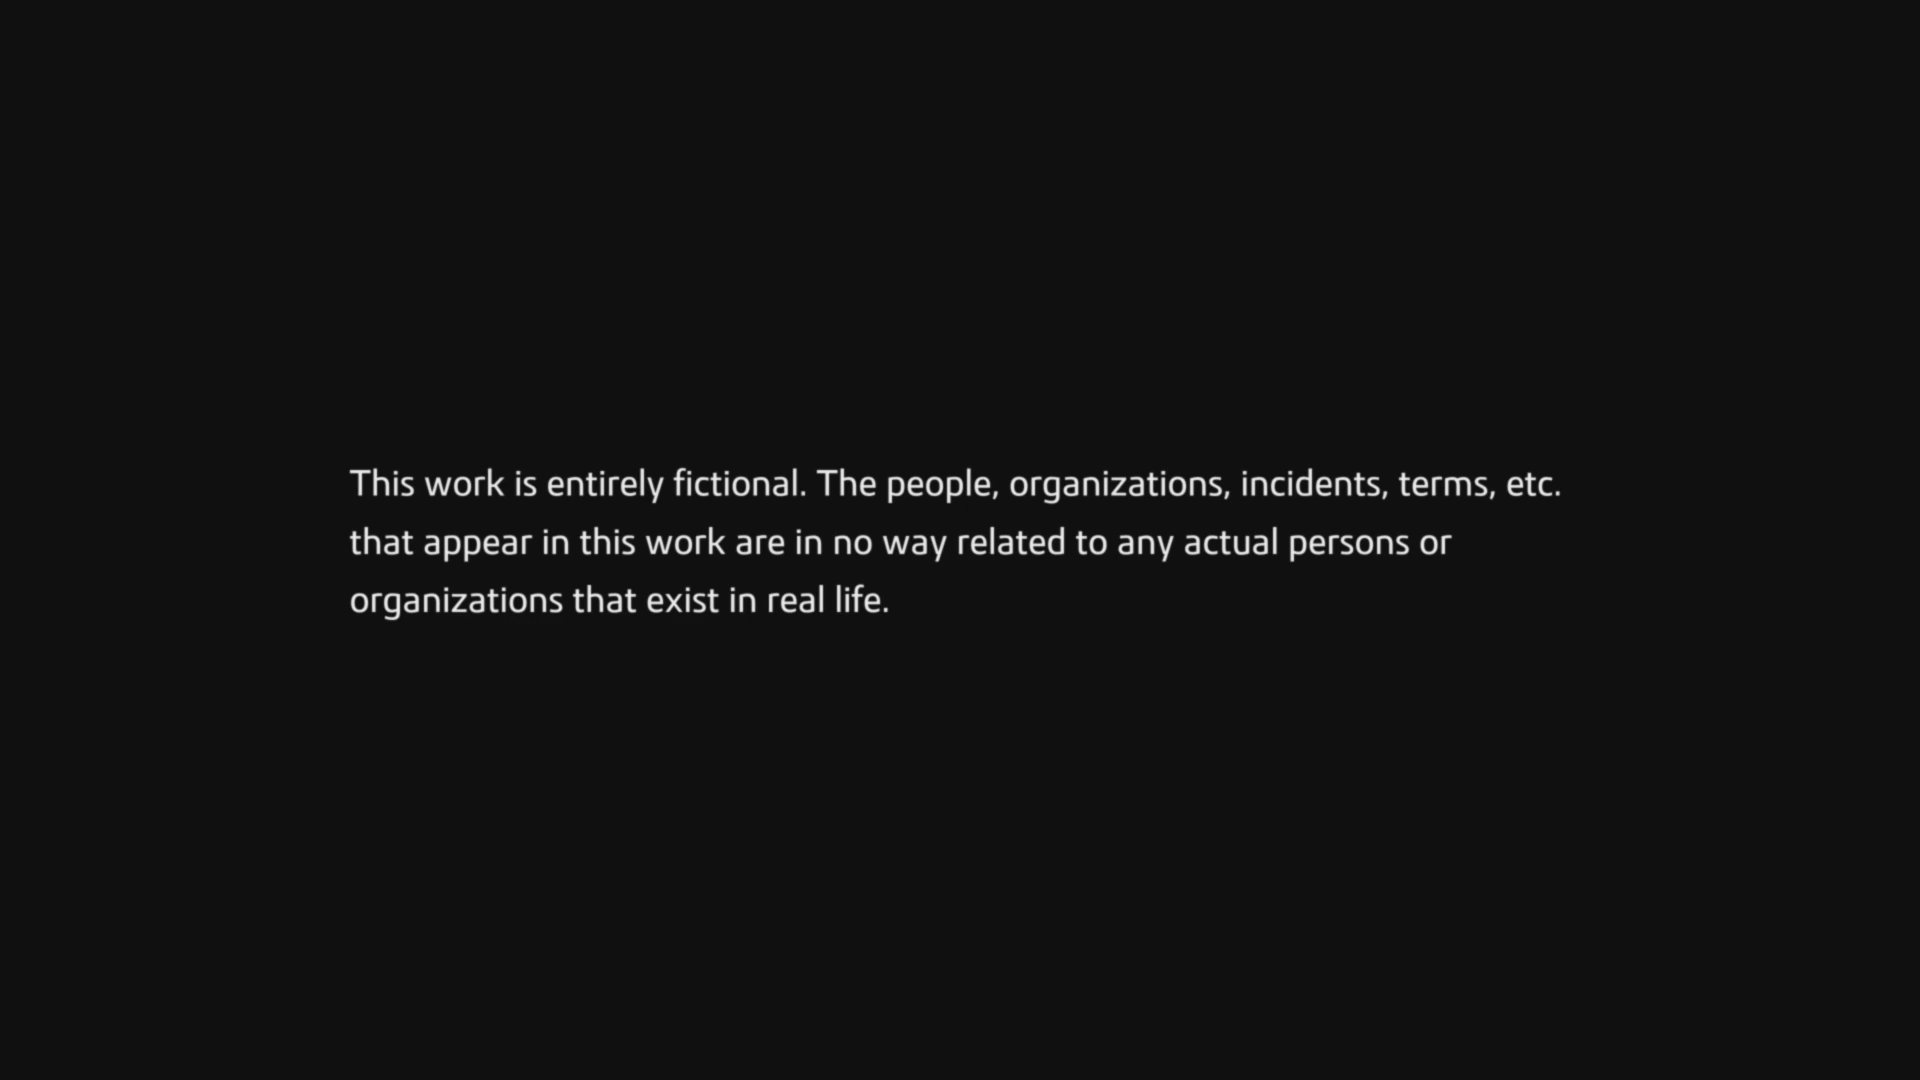 This work is entirely fictional. The people, organizations, incidents, terms, etc.
that appear in this work are in no way related to any actual persons or
organizations that exist in real life.